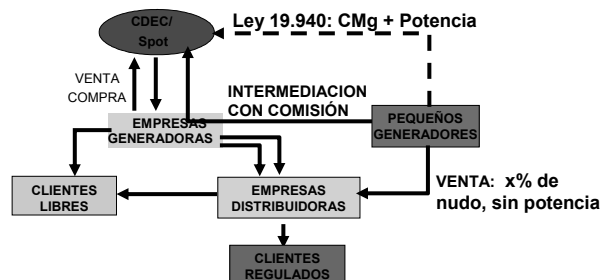 CDEC/
Spot
Ley 19.940: CMg + Potencia
VENTA
COMPRA
INTERMEDIACION
CON COMISIÓN
EMPRESAS
GENERADORAS
PEQUEÑOS
GENERADORES
CLIENTES
LIBRES
EMPRESAS
DISTRIBUIDORAS
VENTA: x% de
nudo, sin potencia
CLIENTES
REGULADOS